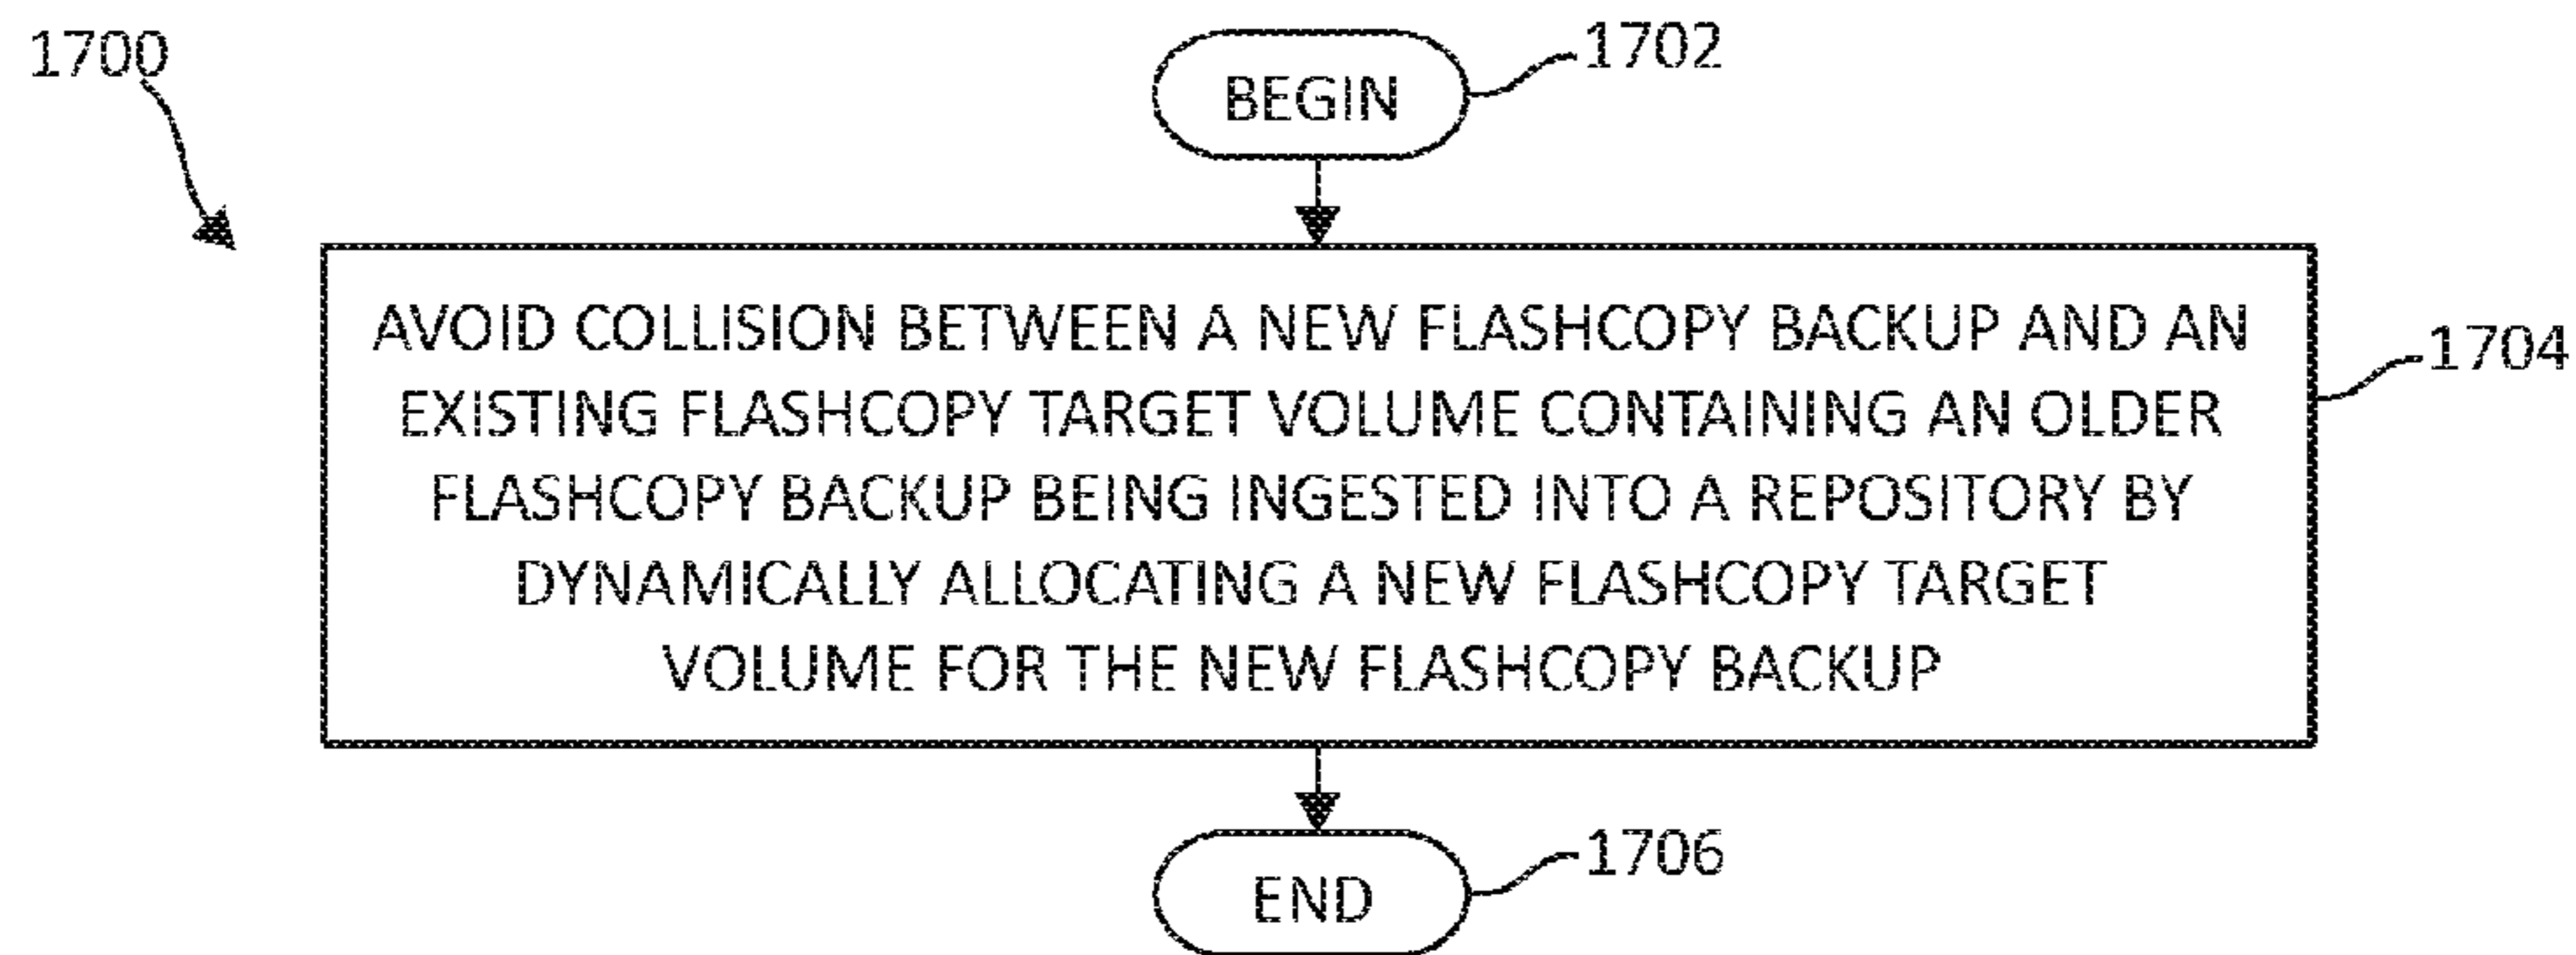 1700
BEGIN
1702
AVOID COLLISION BETWEEN A NEW FLASHCOPY BACKUP AND AN
EXISTING FLASHCOPY TARGET VOLUME CONTAINING AN OLDER
FLASHCOPY BACKUP BEING INGESTED INTO A REPOSITORY BY
DYNAMICALLY ALLOCATING A NEW FLASHCOPY TARGET
VOLUME FOR THE NEW FLASHCOPY BACKUP
1704
END
1706